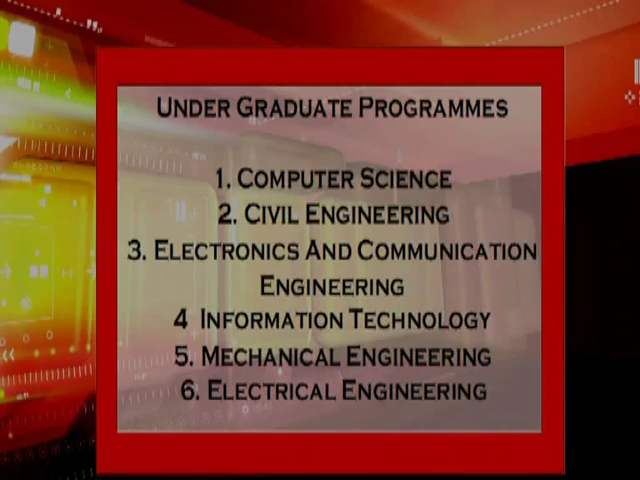 UNDER GRADUATE PROGRAMMES
1. COMPUTER SCIENCE
2. CIVIL ENGINEERING
3. ELECTRONICS AND COMMUNICATION
ENGINEERING
4 INFORMATION TECHNOLOGY
5. MECHANICAL ENGINEERING
6. ELECTRICAL ENGINEERING